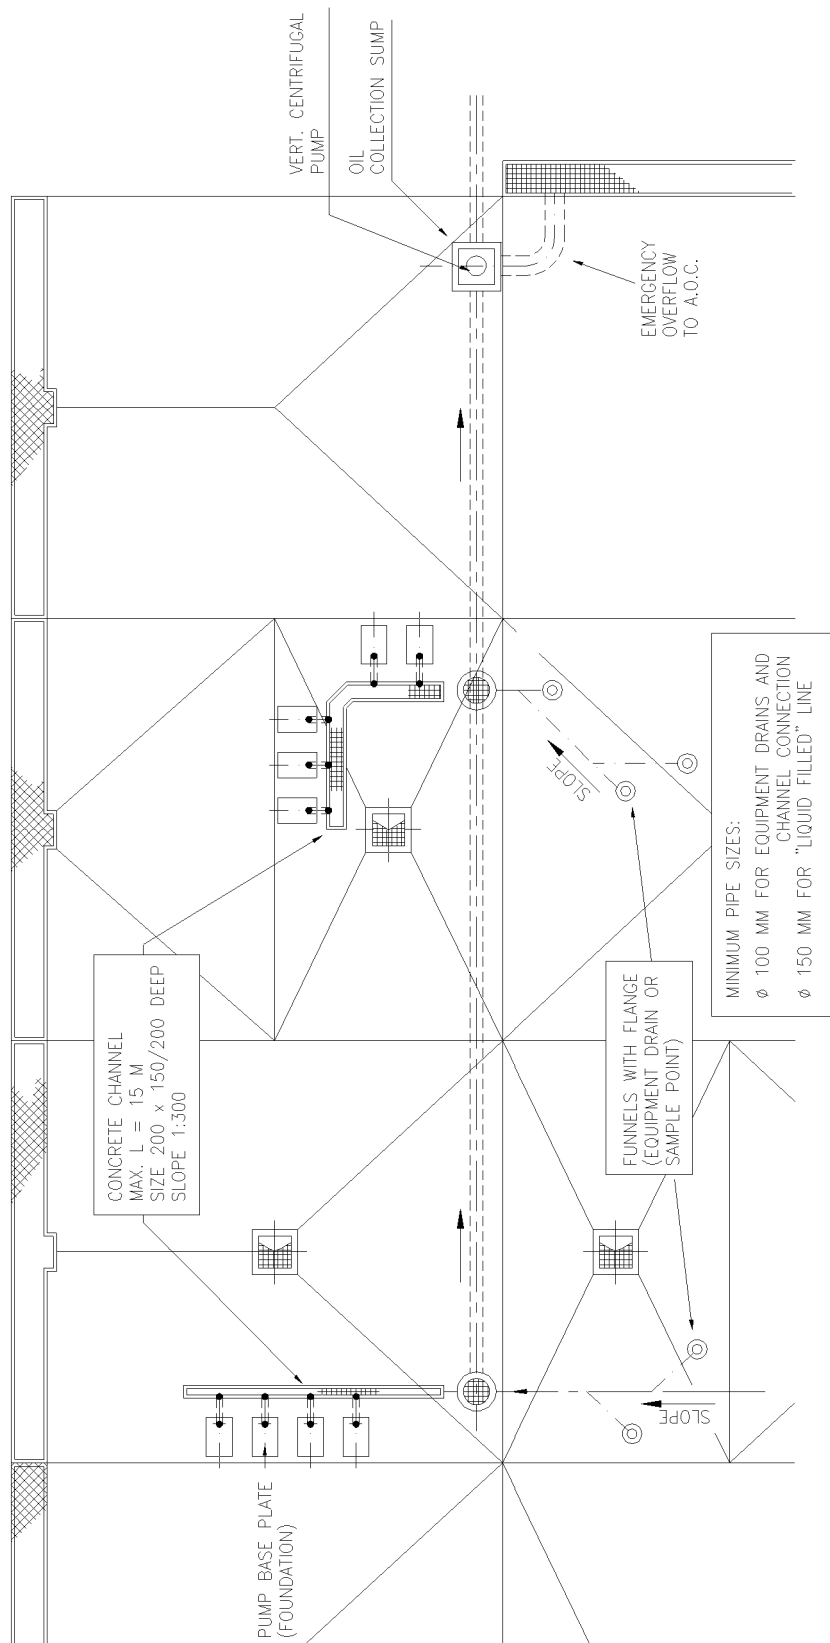 VERT. CENTRIFUGAL
PUMP
OIL
COLLECTION SUMP
EMERGENCY
OVERFLOW
TO A.O.C.
CONCRETE CHANNEL
MAX. L = 15 M
SIZE 200 x 150/200 DEEP
SLOPE 1:300
PUMP BASE PLATE
(FOUNDATION)
SLOPE
SLOPE
FUNNELS WITH FLANGE
(EQUIPMENT DRAIN OR
SAMPLE POINT)
MINIMUM PIPE SIZES:
ø 100 MM FOR EQUIPMENT DRAINS AND
CHANNEL CONNECTION
ø 150 MM FOR "LIQUID FILLED" LINE